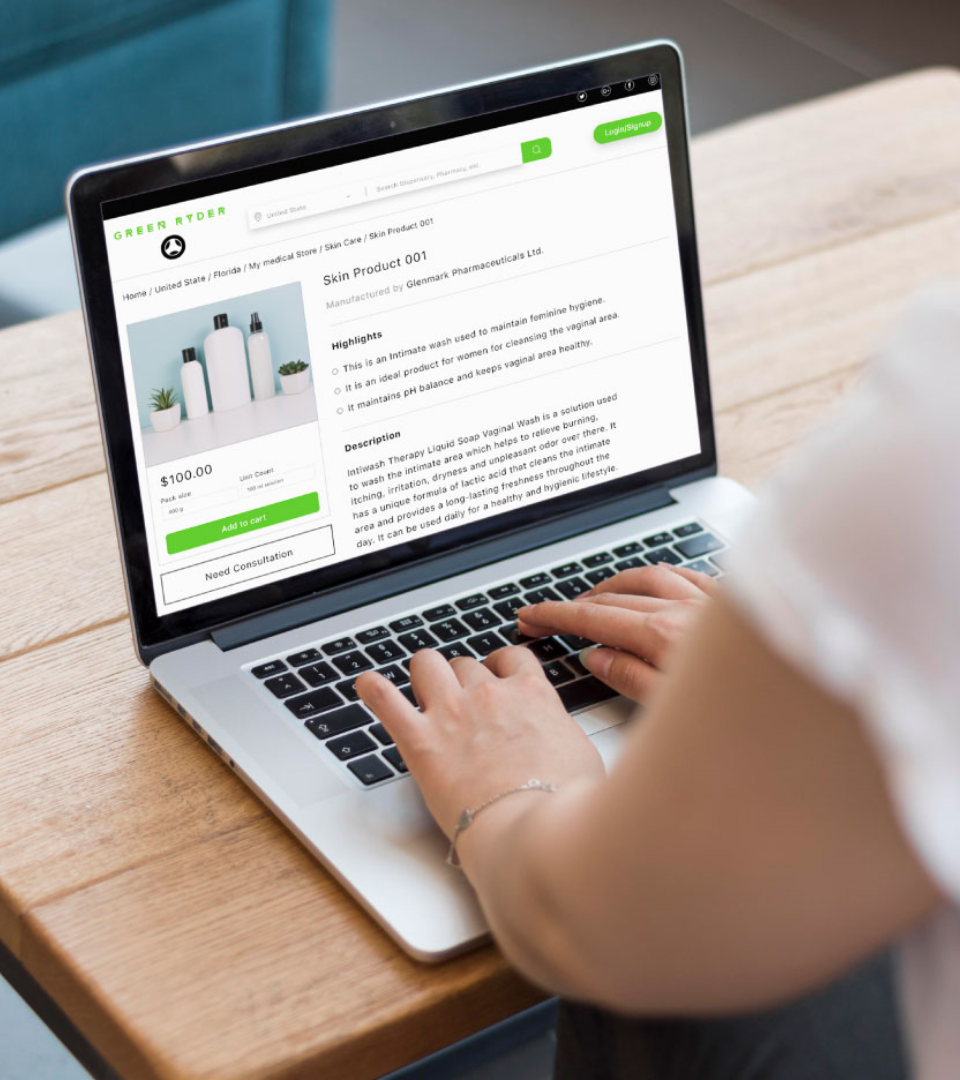 Login/Signup
United State
Search Dispensary, Pharmacy, etc.
GREEN RYDER
Home / United State / Florida / My medical Store / Skin Care / Skin Product 001
Skin Product 001
Manufactured by Glenmark Pharmaceuticals Ltd.
Highlights
This is an Intimate wash used to maintain feminine hygiene.
It is an ideal product for women for cleansing the vaginal area.
It maintains pH balance and keeps vaginal area healthy.
Description
Intiwash Therapy Liquid Soap Vaginal Wash is a solution used
to wash the intimate area which helps to relieve burning,
itching, irritation, dryness and unpleasant odor over there. It
has a unique formula of lactic acid that cleans the intimate
area and provides a long-lasting freshness throughout the
day. It can be used daily for a healthy and hygienic lifestyle.
$100.00
Pack size
Unit Count
Add to cart
Need Consultation